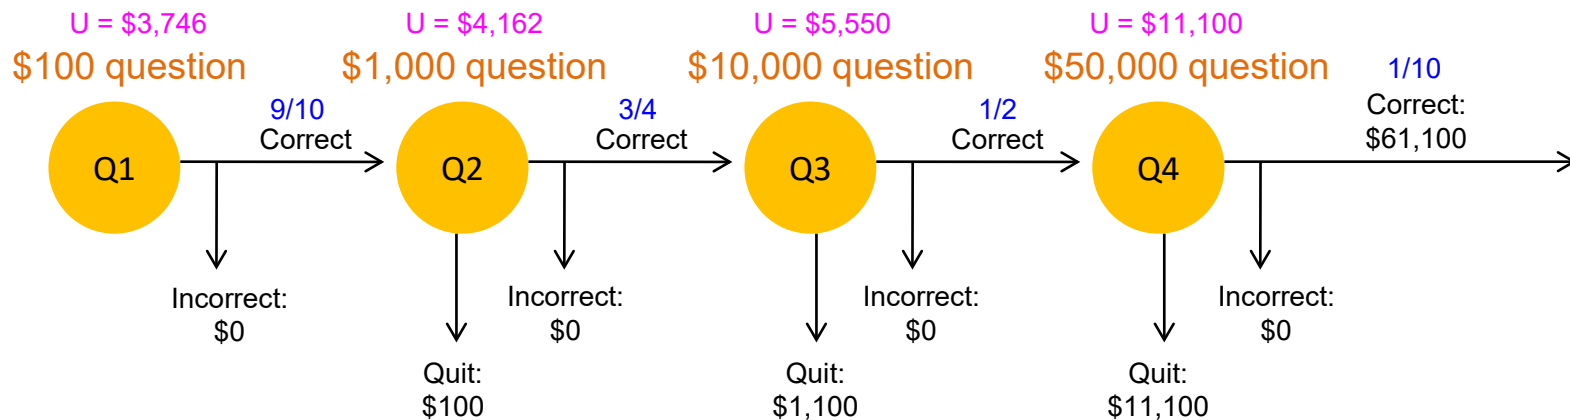 U = $3,746
U = $4,162
U = $5,550
U = $11,100
$100 question
$1,000 question
$10,000 question
$50,000 question
9/10
Correct
3/4
Correct
1/2
Correct
1/10
Correct:
$61,100
Q1
Q2
Q3
Q4
Incorrect:
$0
Incorrect:
$0
Incorrect:
$0
Incorrect:
$0
Quit:
$100
Quit:
$1,100
Quit:
$11,100